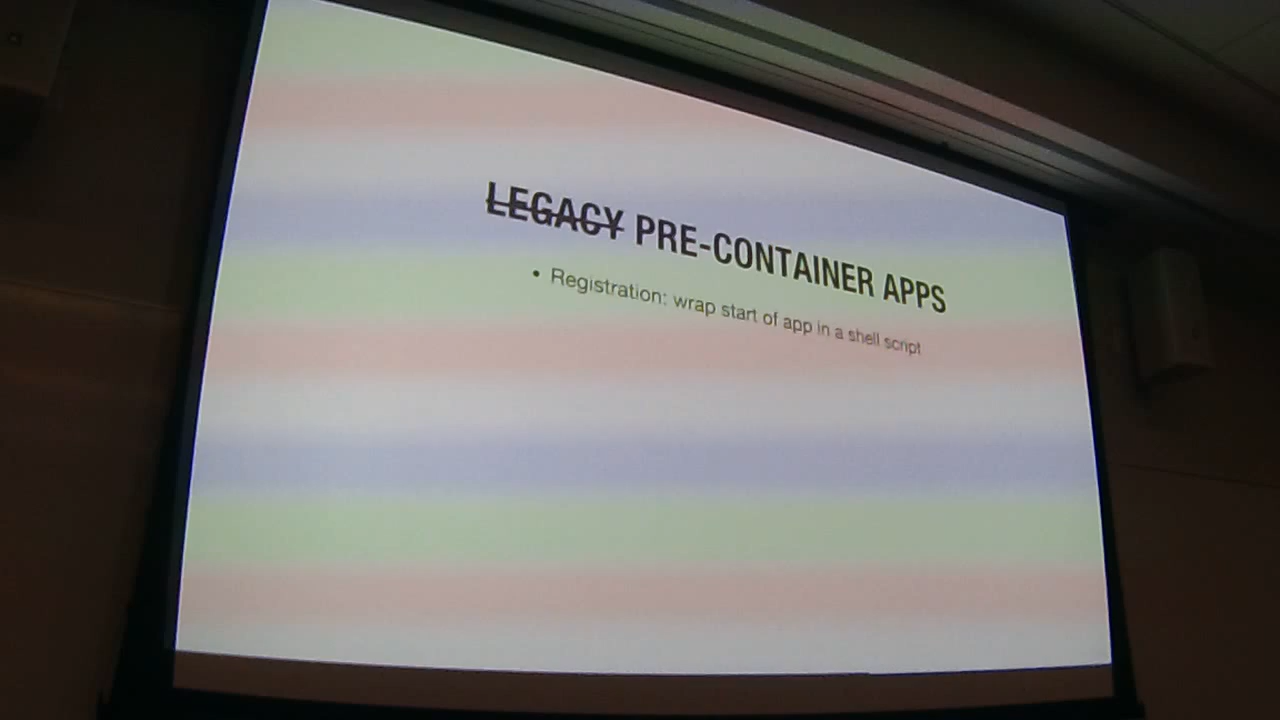 LEGACY PRE-CONTAINER APPS
• Registration: wrap start of app in a shell script